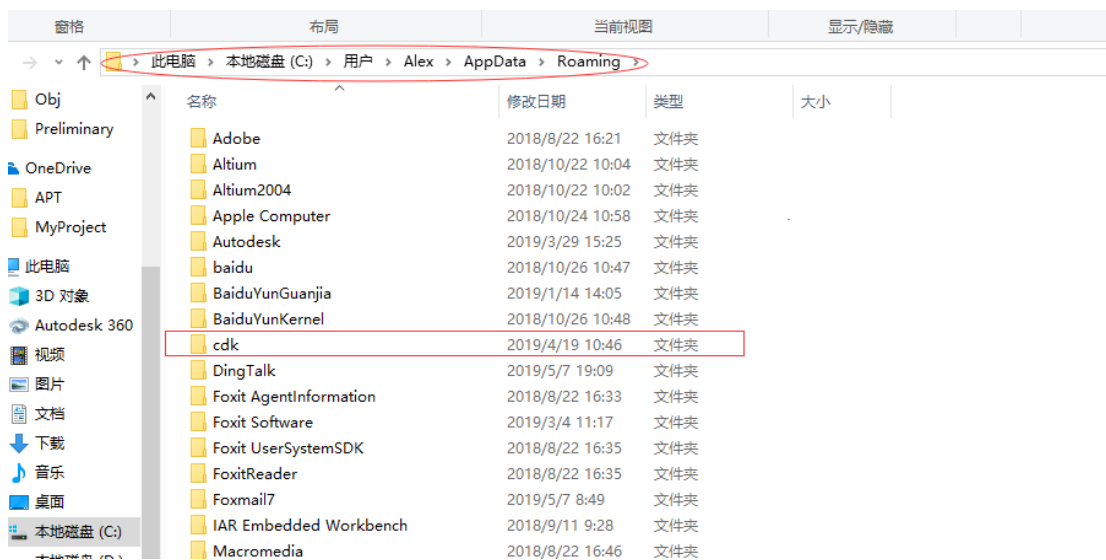 窗格 布局 当前视图 显示/隐藏
此电脑 › 本地磁盘 (C:) › 用户 › Alex › AppData › Roaming ›
Obj
Preliminary
OneDrive
APT
MyProject
此电脑
3D 对象
Autodesk 360
视频
图片
文档
下载
音乐
桌面
本地磁盘 (C:)
名称 修改日期 类型 大小
Adobe 2018/8/22 16:21 文件夹
Altium 2018/10/22 10:04 文件夹
Altium2004 2018/10/22 10:02 文件夹
Apple Computer 2018/10/24 10:58 文件夹
Autodesk 2019/3/29 15:25 文件夹
baidu 2018/10/26 10:47 文件夹
BaiduYunGuanjia 2019/1/14 14:05 文件夹
BaiduYunKernel 2018/10/26 10:48 文件夹
cdk 2019/4/19 10:46 文件夹
DingTalk 2019/5/7 19:09 文件夹
Foxit AgentInformation 2018/8/22 16:33 文件夹
Foxit Software 2019/3/4 11:17 文件夹
Foxit UserSystemSDK 2018/8/22 16:35 文件夹
FoxitReader 2018/8/22 16:35 文件夹
Foxmail7 2019/5/7 8:49 文件夹
IAR Embedded Workbench 2018/9/11 9:28 文件夹
Macromedia 2018/8/22 16:46 文件夹